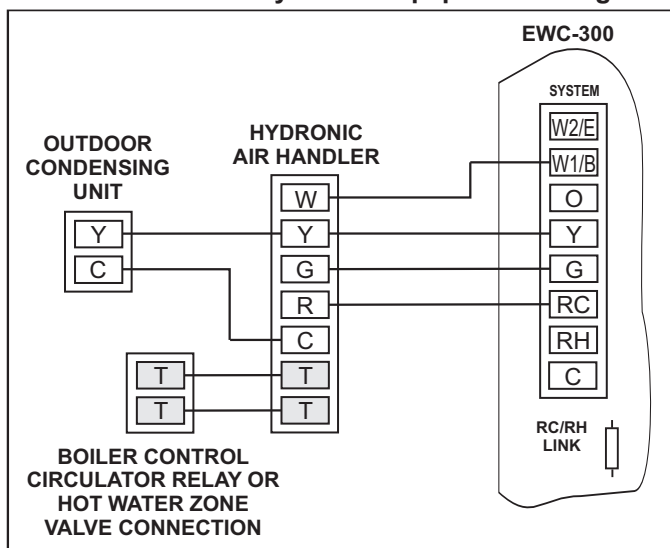 EWC-300
SYSTEM
W2/E
W1/B
O
Y
G
RC
RH
C
RC/RH
LINK
HYDRONIC
AIR HANDLER
W
Y
G
R
C
T
T
OUTDOOR
CONDENSING
UNIT
Y
C
T
T
BOILER CONTROL
CIRCULATOR RELAY OR
HOT WATER ZONE
VALVE CONNECTION